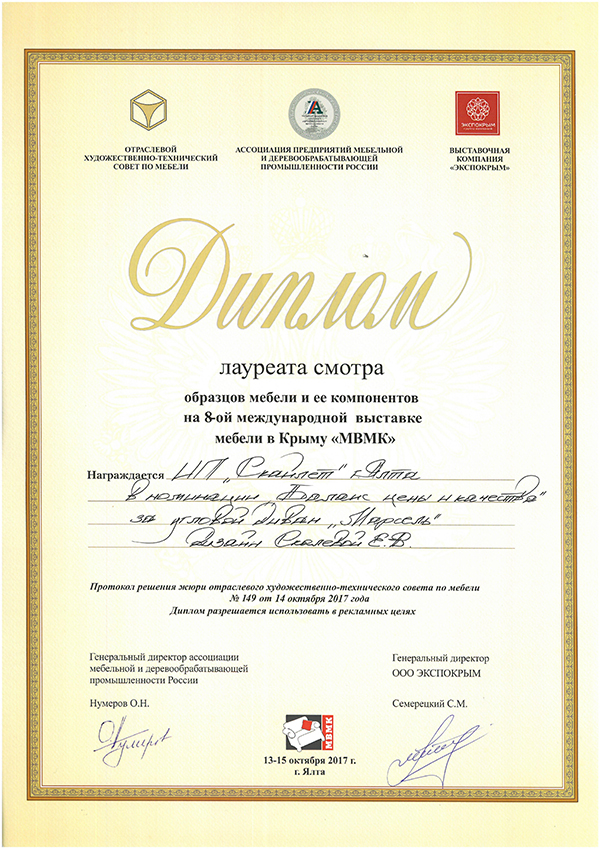 ОТРАСЛЕВОЙ
ХУДОЖЕСТВЕННО-ТЕХНИЧЕСКИЙ
СОВЕТ ПО МЕБЕЛИ
АССОЦИАЦИЯ ПРЕДПРИЯТИЙ МЕБЕЛЬНОЙ
И ДЕРЕВООБРАБАТЫВАЮЩЕЙ
ПРОМЫШЛЕННОСТИ РОССИИ
ЭКСПОКРЫМ
ВЫСТАВОЧНАЯ
КОМПАНИЯ
«ЭКСПОКРЫМ»
Диплом
лауреата смотра
образцов мебели и ее компонентов
на 8-ой международной выставке
мебели в Крыму «МВМК»
Награждается ЧП „Скайлет" г. Ялта
в номинации „Баланс цены и качества"
за угловой диван „Марсель"
Дизайн Е.В.
Протокол решения жюри отраслевого художественно-технического совета по мебели
№ 149 от 14 октября 2017 года
Диплом разрешается использовать в рекламных целях
Генеральный директор ассоциации
мебельной и деревообрабатывающей
промышленности России
Нумеров О.Н.
Генеральный директор
ООО ЭКСПОКРЫМ
Семерецкий С.М.
МВМК
13-15 октября 2017 г.
г. Ялта